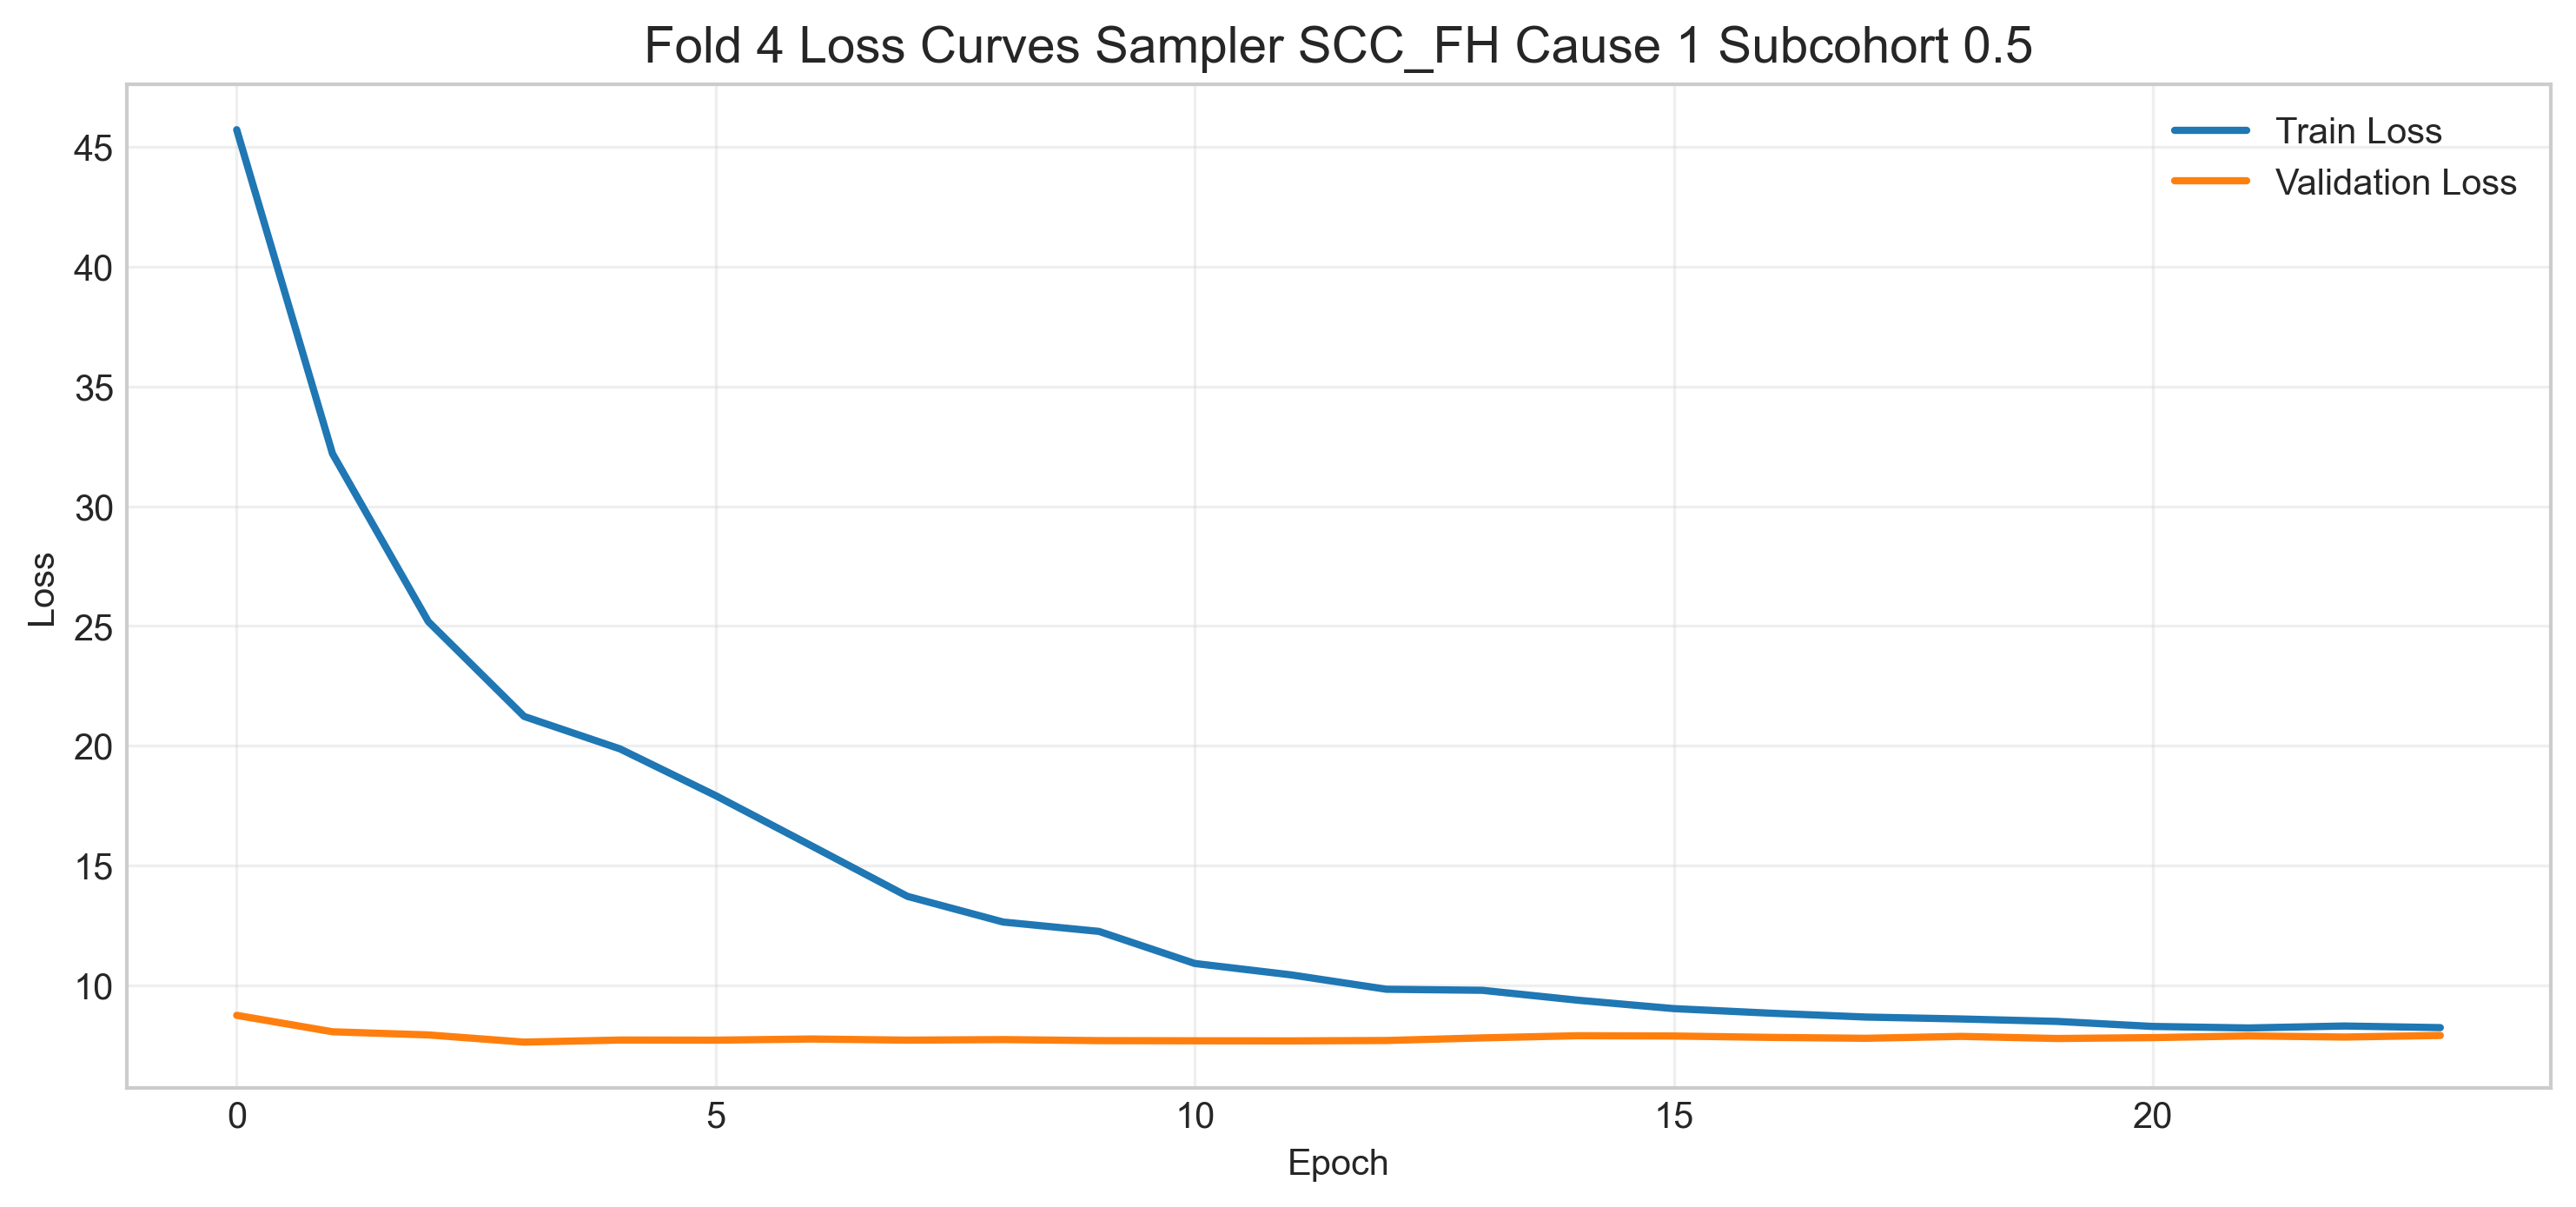 Fold 4 Loss Curves Sampler SCC_FH Cause 1 Subcohort 0.5
Train Loss
Validation Loss
45
40
35
30
25
20
15
10
Loss
0 5 10 15 20
Epoch